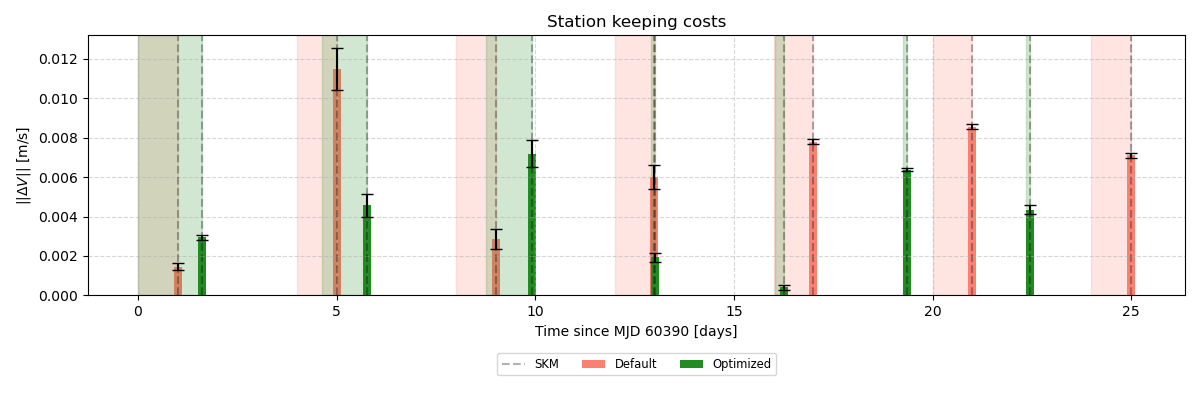 Station keeping costs
0.012
0.010
0.008
0.006
0.004
0.002
0.000
||ΔV|| [m/s]
0 5 10 15 20 25
Time since MJD 60390 [days]
SKM Default Optimized